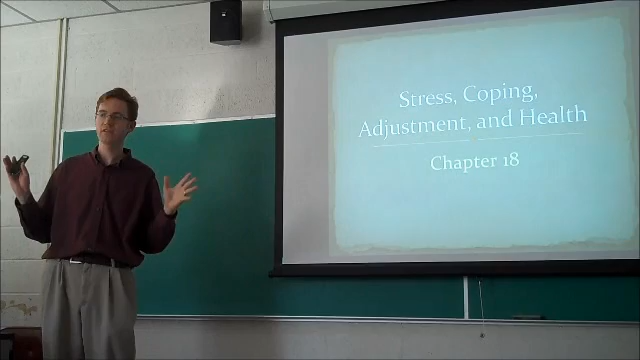 Stress, Coping,
Adjustment, and Health
Chapter 18